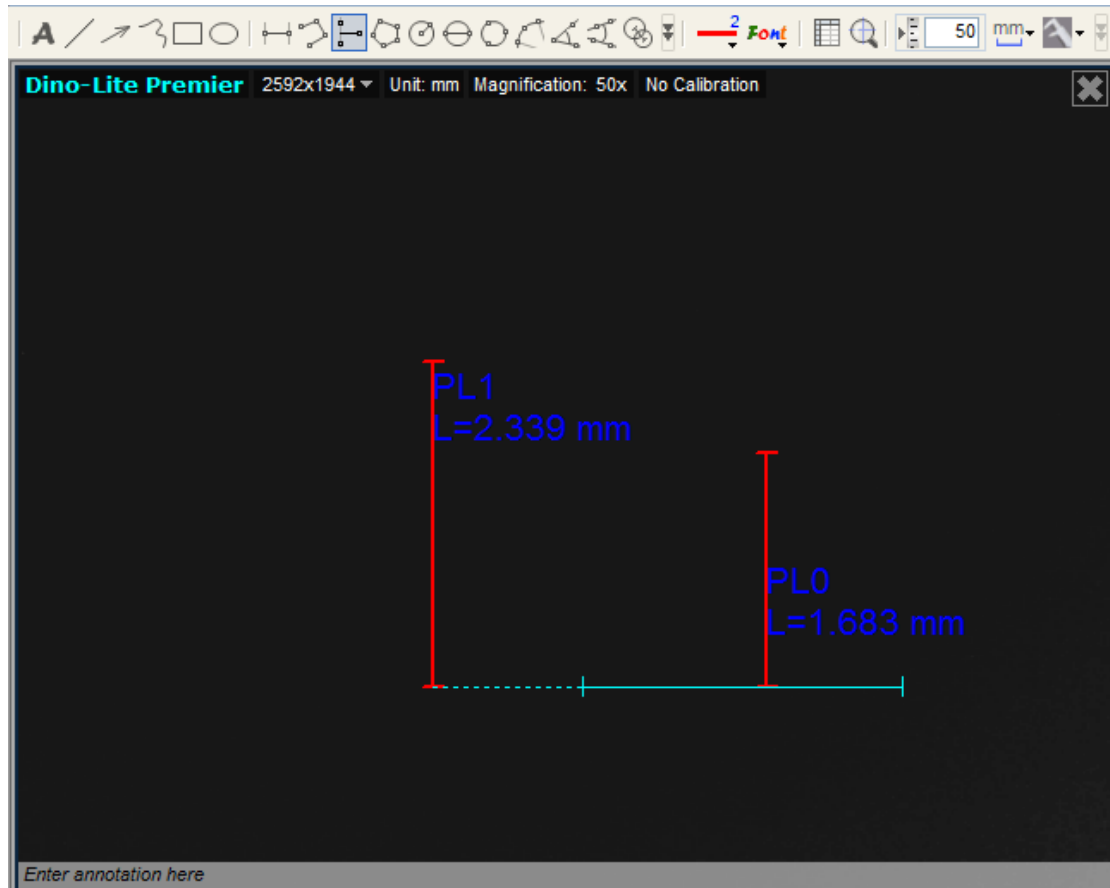 A 2 Font 50 mm
Dino-Lite Premier 2592x1944 Unit: mm Magnification: 50x No Calibration
PL1
L=2.339 mm
PL0
L=1.683 mm
Enter annotation here